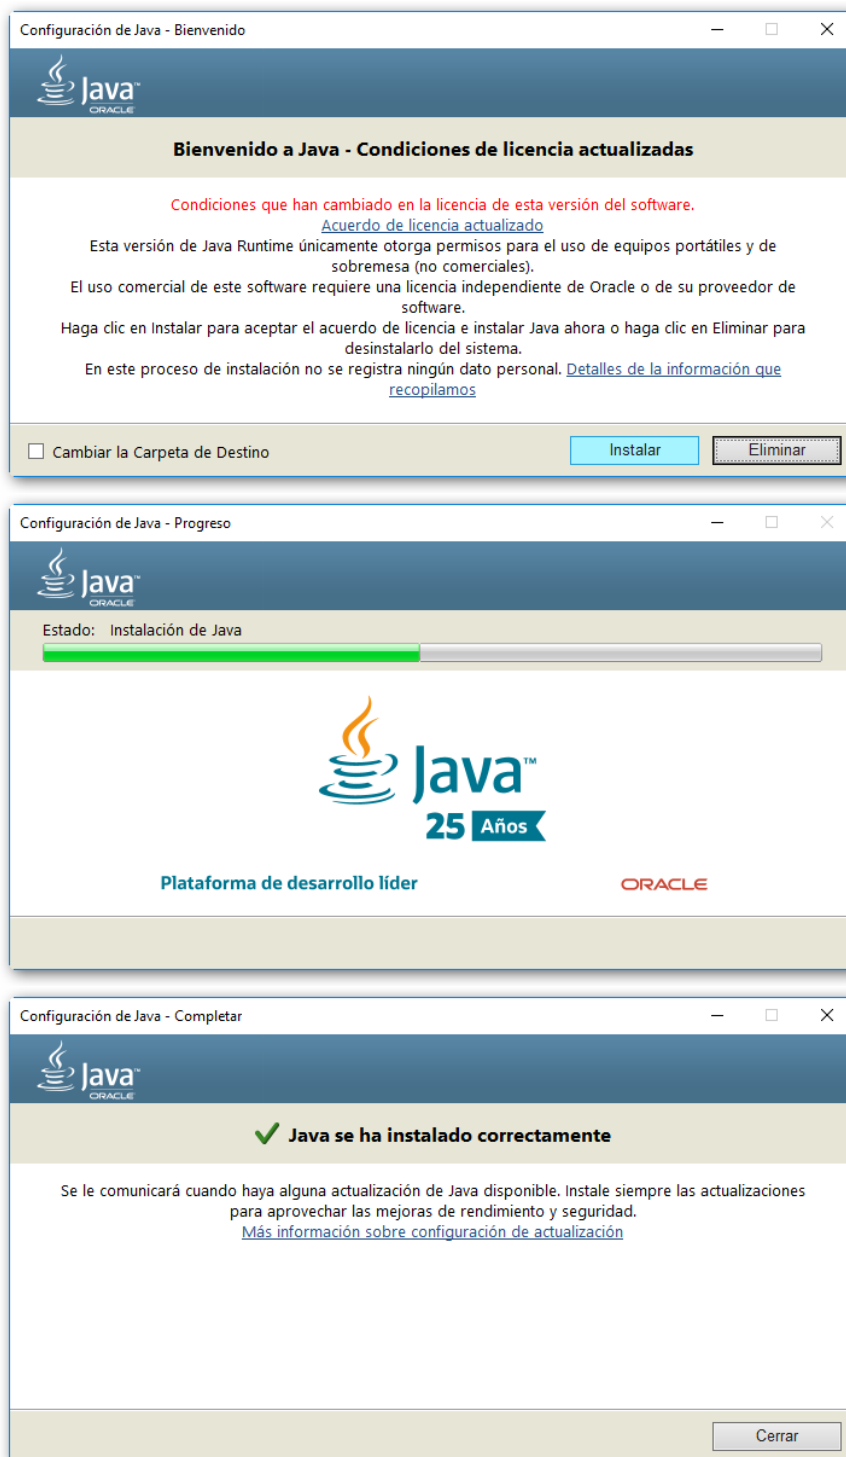 Configuración de Java - Bienvenido
Java™
ORACLE
Bienvenido a Java - Condiciones de licencia actualizadas
Condiciones que han cambiado en la licencia de esta versión del software.
Acuerdo de licencia actualizado
Esta versión de Java Runtime únicamente otorga permisos para el uso de equipos portátiles y de
sobremesa (no comerciales).
El uso comercial de este software requiere una licencia independiente de Oracle o de su proveedor de
software.
Haga clic en Instalar para aceptar el acuerdo de licencia e instalar Java ahora o haga clic en Eliminar para
desinstalarlo del sistema.
En este proceso de instalación no se registra ningún dato personal. Detalles de la información que
recopilamos
Cambiar la Carpeta de Destino
Instalar
Eliminar
Configuración de Java - Progreso
Java™
ORACLE
Estado: Instalación de Java
Java™
25 Años
Plataforma de desarrollo líder
ORACLE
Configuración de Java - Completar
Java™
ORACLE
Java se ha instalado correctamente
Se le comunicará cuando haya alguna actualización de Java disponible. Instale siempre las actualizaciones
para aprovechar las mejoras de rendimiento y seguridad.
Más información sobre configuración de actualización
Cerrar